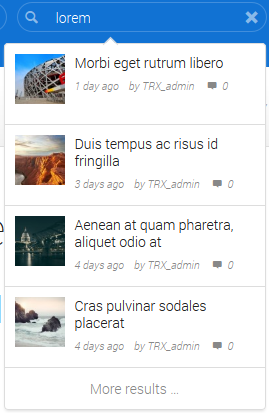 lorem
Morbi eget rutrum libero
1 day ago by TRX_admin 0
Duis tempus ac risus id
fringilla
3 days ago by TRX_admin 0
Aenean at quam pharetra,
aliquet odio at
4 days ago by TRX_admin 0
Cras pulvinar sodales
placerat
4 days ago by TRX_admin 0
More results ...